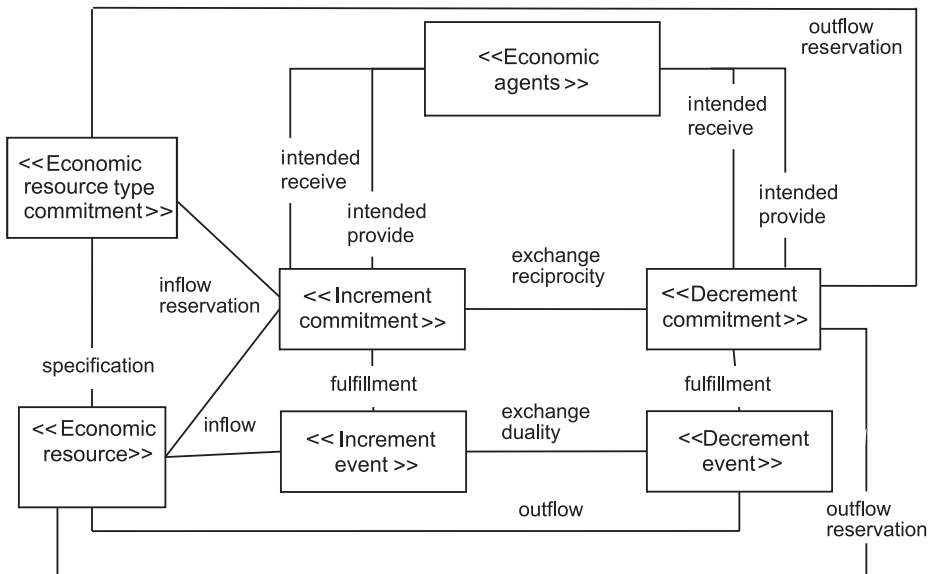 outflow
reservation
<<Economic
agents>>
intended
receive
intended
receive
<<Economic
resource type
commitment>>
intended
provide
intended
provide
exchange
reciprocity
inflow
reservation
<<Increment
commitment>>
<<Decrement
commitment>>
specification
fulfillment
fulfillment
inflow
exchange
duality
<<Economic
resource>>
<<Increment
event>>
<<Decrement
event>>
outflow
outflow
reservation